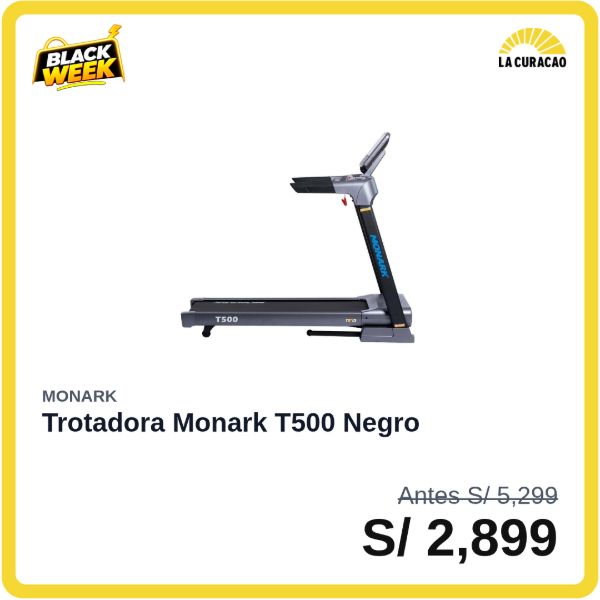 BLACK
WEEK
LA CURACAO
MONARK
T500
MONARK
Trotadora Monark T500 Negro
Antes S/ 5,299
S/ 2,899